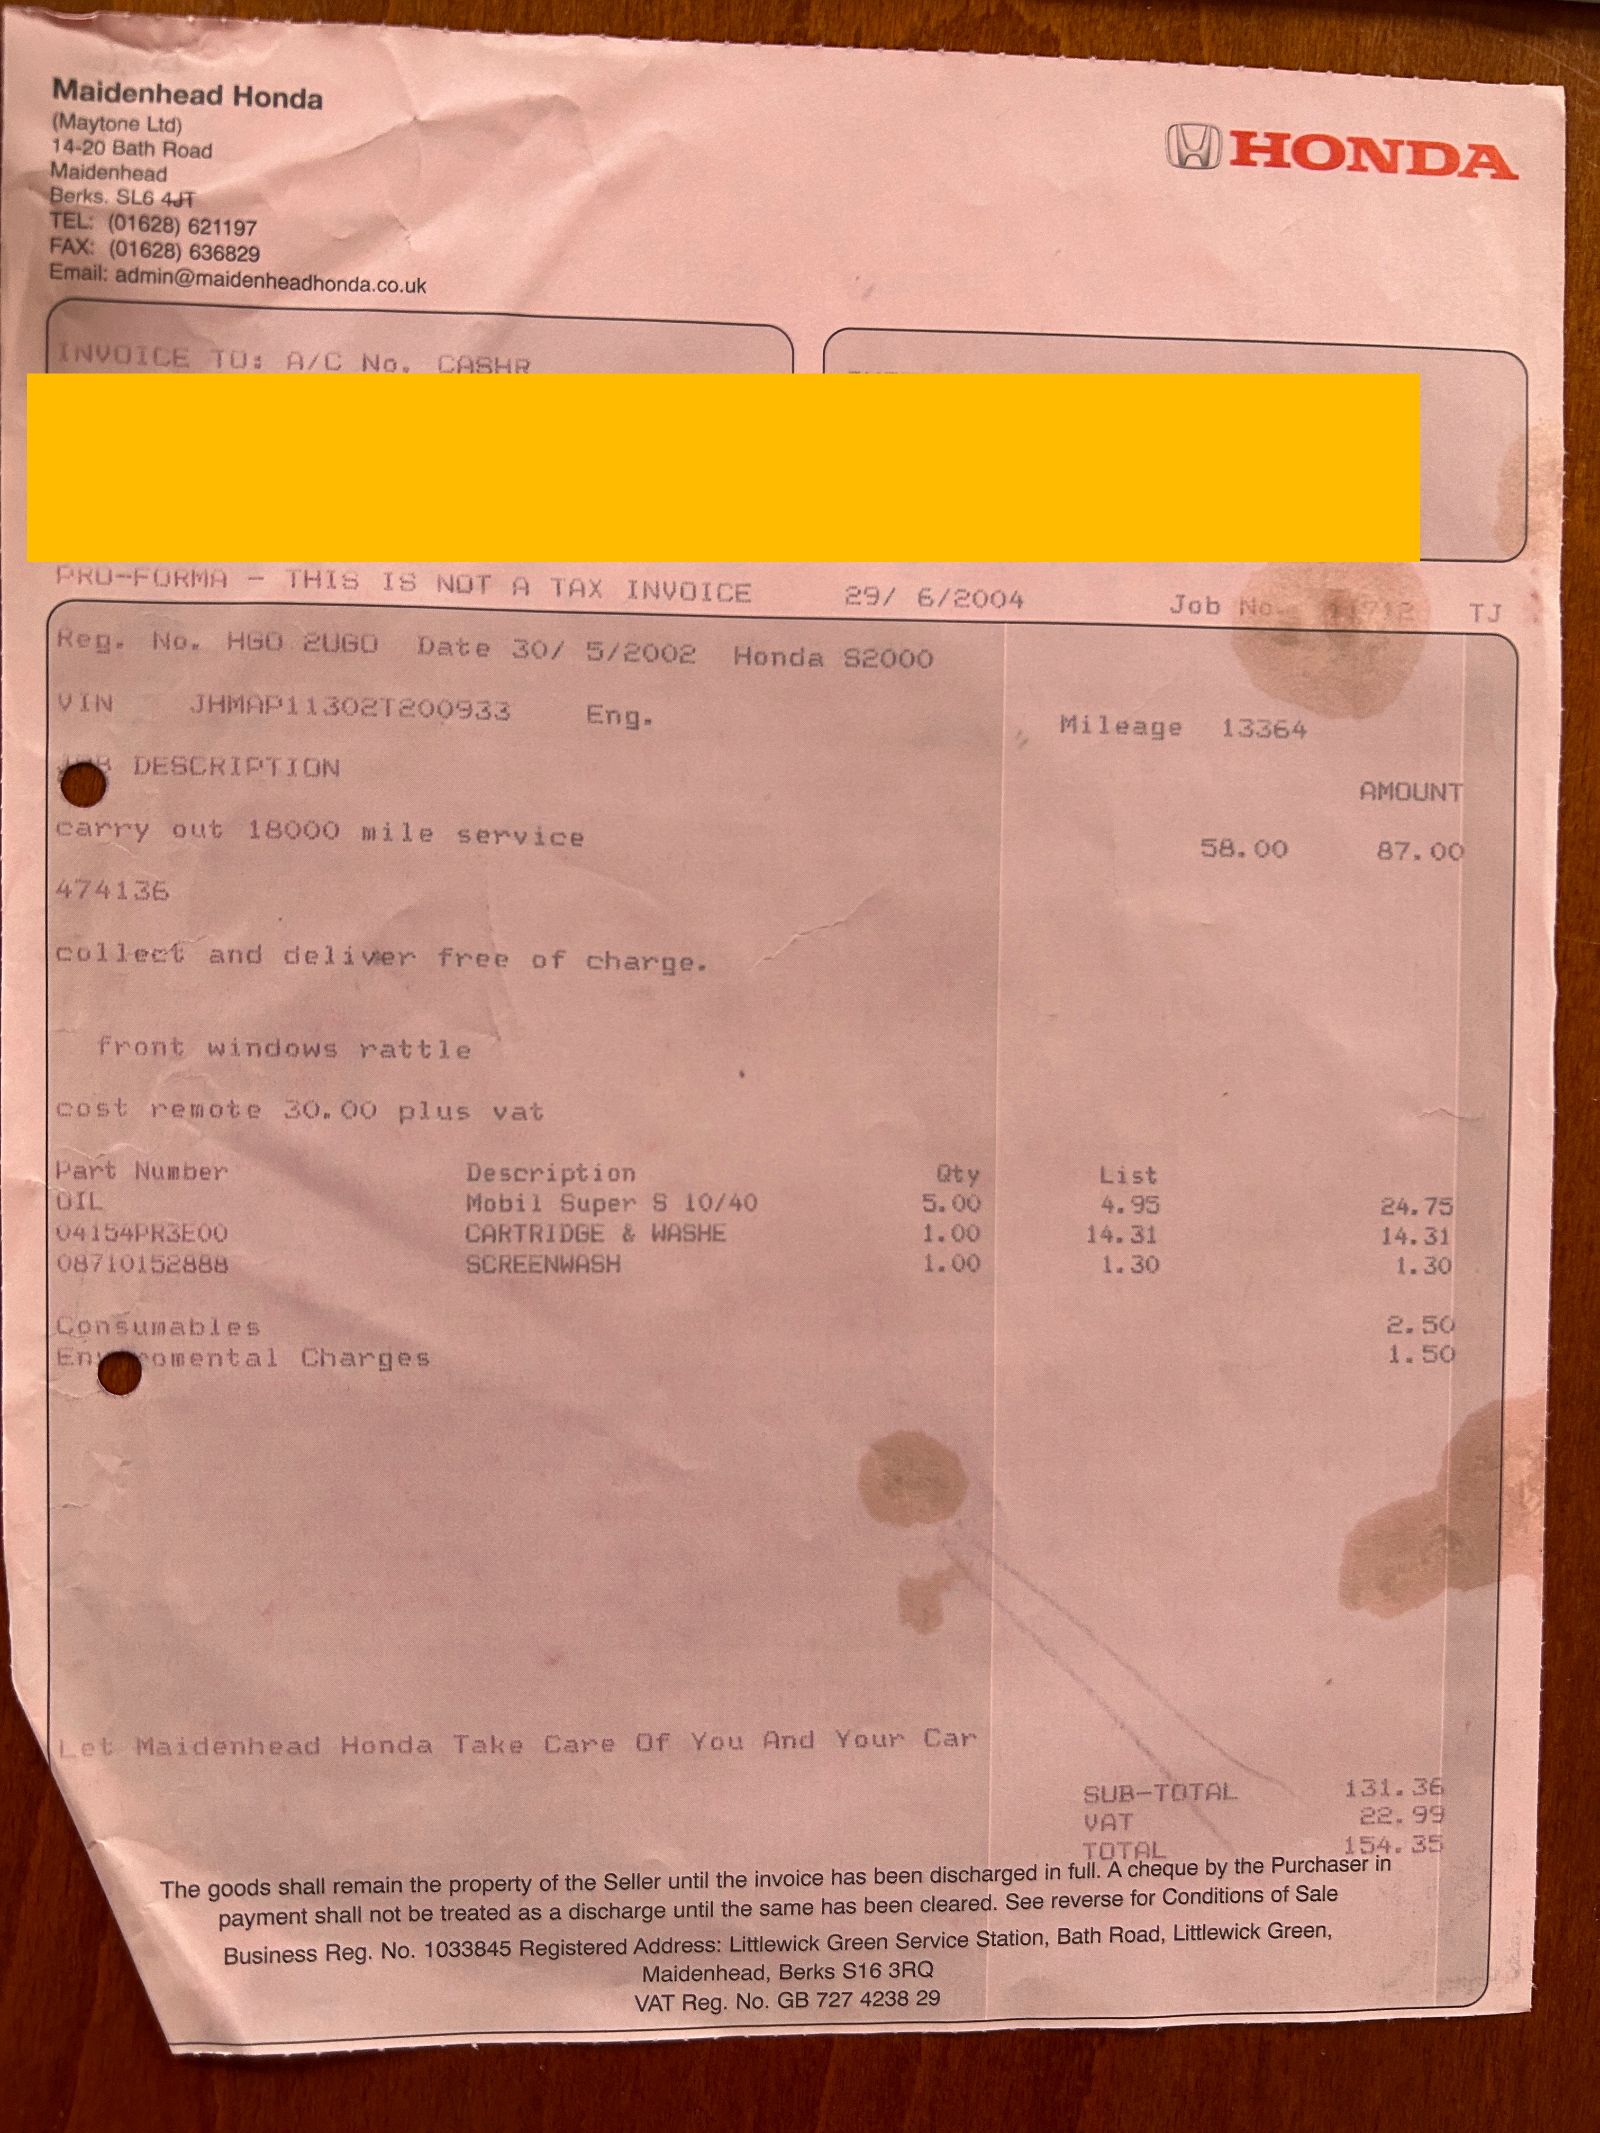 Maidenhead Honda
(Maytone Ltd)
14-20 Bath Road
Maidenhead
Berks. SL6 4JT
TEL: (01628) 621197
FAX: (01628) 636829
Email: admin@maidenheadhonda.co.uk
HONDA
INVOICE TO: A/C No. CASHR
PRO-FORMA - THIS IS NOT A TAX INVOICE 29/ 6/2004 Job No. 11712 TJ
Reg. No. HGO 2UGO Date 30/ 5/2002 Honda S2000
VIN JHMAP11302T200933 Eng. Mileage 13364
JOB DESCRIPTION
AMOUNT
carry out 18000 mile service 58.00 87.00
474136
collect and deliver free of charge.
front windows rattle
cost remote 30.00 plus vat
Part Number Description Qty List
OIL Mobil Super S 10/40 5.00 4.95 24.75
04154PR3E00 CARTRIDGE & WASHE 1.00 14.31 14.31
08710152888 SCREENWASH 1.00 1.30 1.30
Consumables 2.50
Enviromental Charges 1.50
Let Maidenhead Honda Take Care Of You And Your Car
SUB-TOTAL 131.36
VAT 22.99
TOTAL 154.35
The goods shall remain the property of the Seller until the invoice has been discharged in full. A cheque by the Purchaser in
payment shall not be treated as a discharge until the same has been cleared. See reverse for Conditions of Sale
Business Reg. No. 1033845 Registered Address: Littlewick Green Service Station, Bath Road, Littlewick Green,
Maidenhead, Berks S16 3RQ
VAT Reg. No. GB 727 4238 29